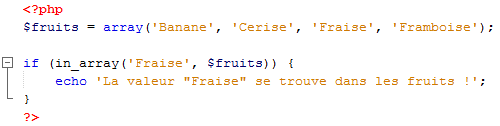 <?php
$fruits = array('Banane', 'Cerise', 'Fraise', 'Framboise');
if (in_array('Fraise', $fruits)) {
echo 'La valeur "Fraise" se trouve dans les fruits !';
}
?>